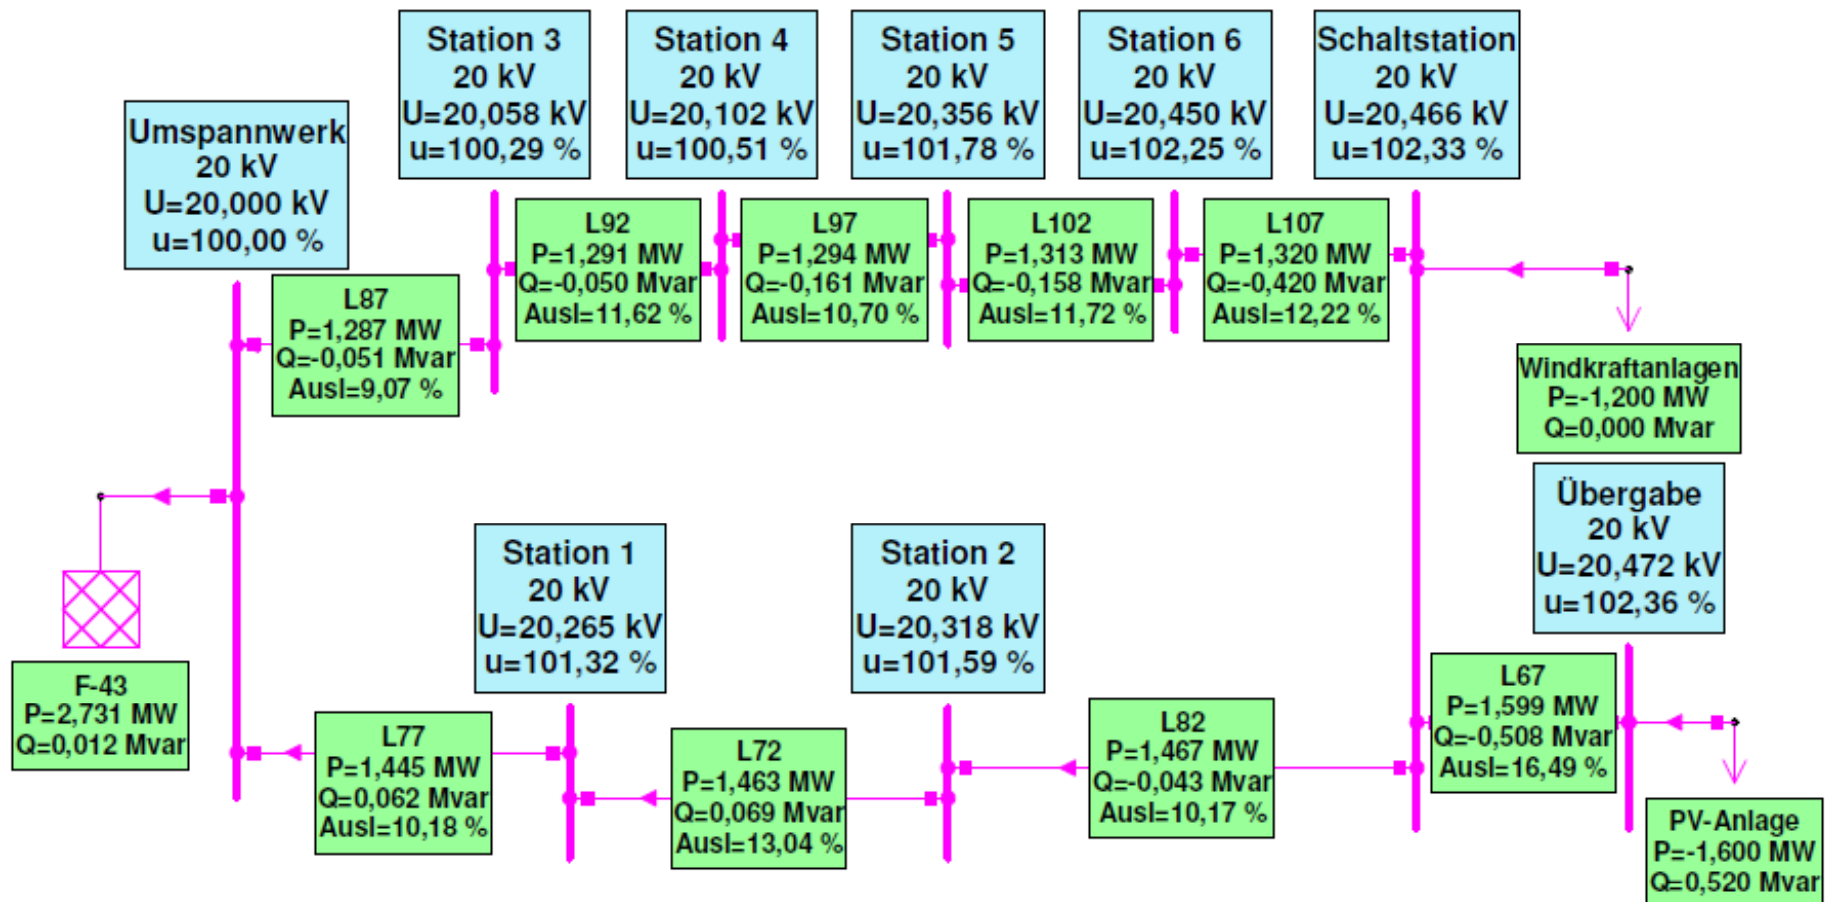 Station 3
20 kV
U=20,058 kV
u=100,29 %
Station 4
20 kV
U=20,102 kV
u=100,51 %
Station 5
20 kV
U=20,356 kV
u=101,78 %
Station 6
20 kV
U=20,450 kV
u=102,25 %
Schaltstation
20 kV
U=20,466 kV
u=102,33 %
Umspannwerk
20 kV
U=20,000 kV
u=100,00 %
L87
P=1,287 MW
Q=-0,051 Mvar
Ausl=9,07 %
L92
P=1,291 MW
Q=-0,050 Mvar
Ausl=11,62 %
L97
P=1,294 MW
Q=-0,161 Mvar
Ausl=10,70 %
L102
P=1,313 MW
Q=-0,158 Mvar
Ausl=11,72 %
L107
P=1,320 MW
Q=-0,420 Mvar
Ausl=12,22 %
Windkraftanlagen
P=-1,200 MW
Q=0,000 Mvar
Übergabe
20 kV
U=20,472 kV
u=102,36 %
Station 1
20 kV
U=20,265 kV
u=101,32 %
Station 2
20 kV
U=20,318 kV
u=101,59 %
F-43
P=2,731 MW
Q=0,012 Mvar
L77
P=1,445 MW
Q=0,062 Mvar
Ausl=10,18 %
L72
P=1,463 MW
Q=0,069 Mvar
Ausl=13,04 %
L82
P=1,467 MW
Q=-0,043 Mvar
Ausl=10,17 %
L67
P=1,599 MW
Q=-0,508 Mvar
Ausl=16,49 %
PV-Anlage
P=-1,600 MW
Q=0,520 Mvar